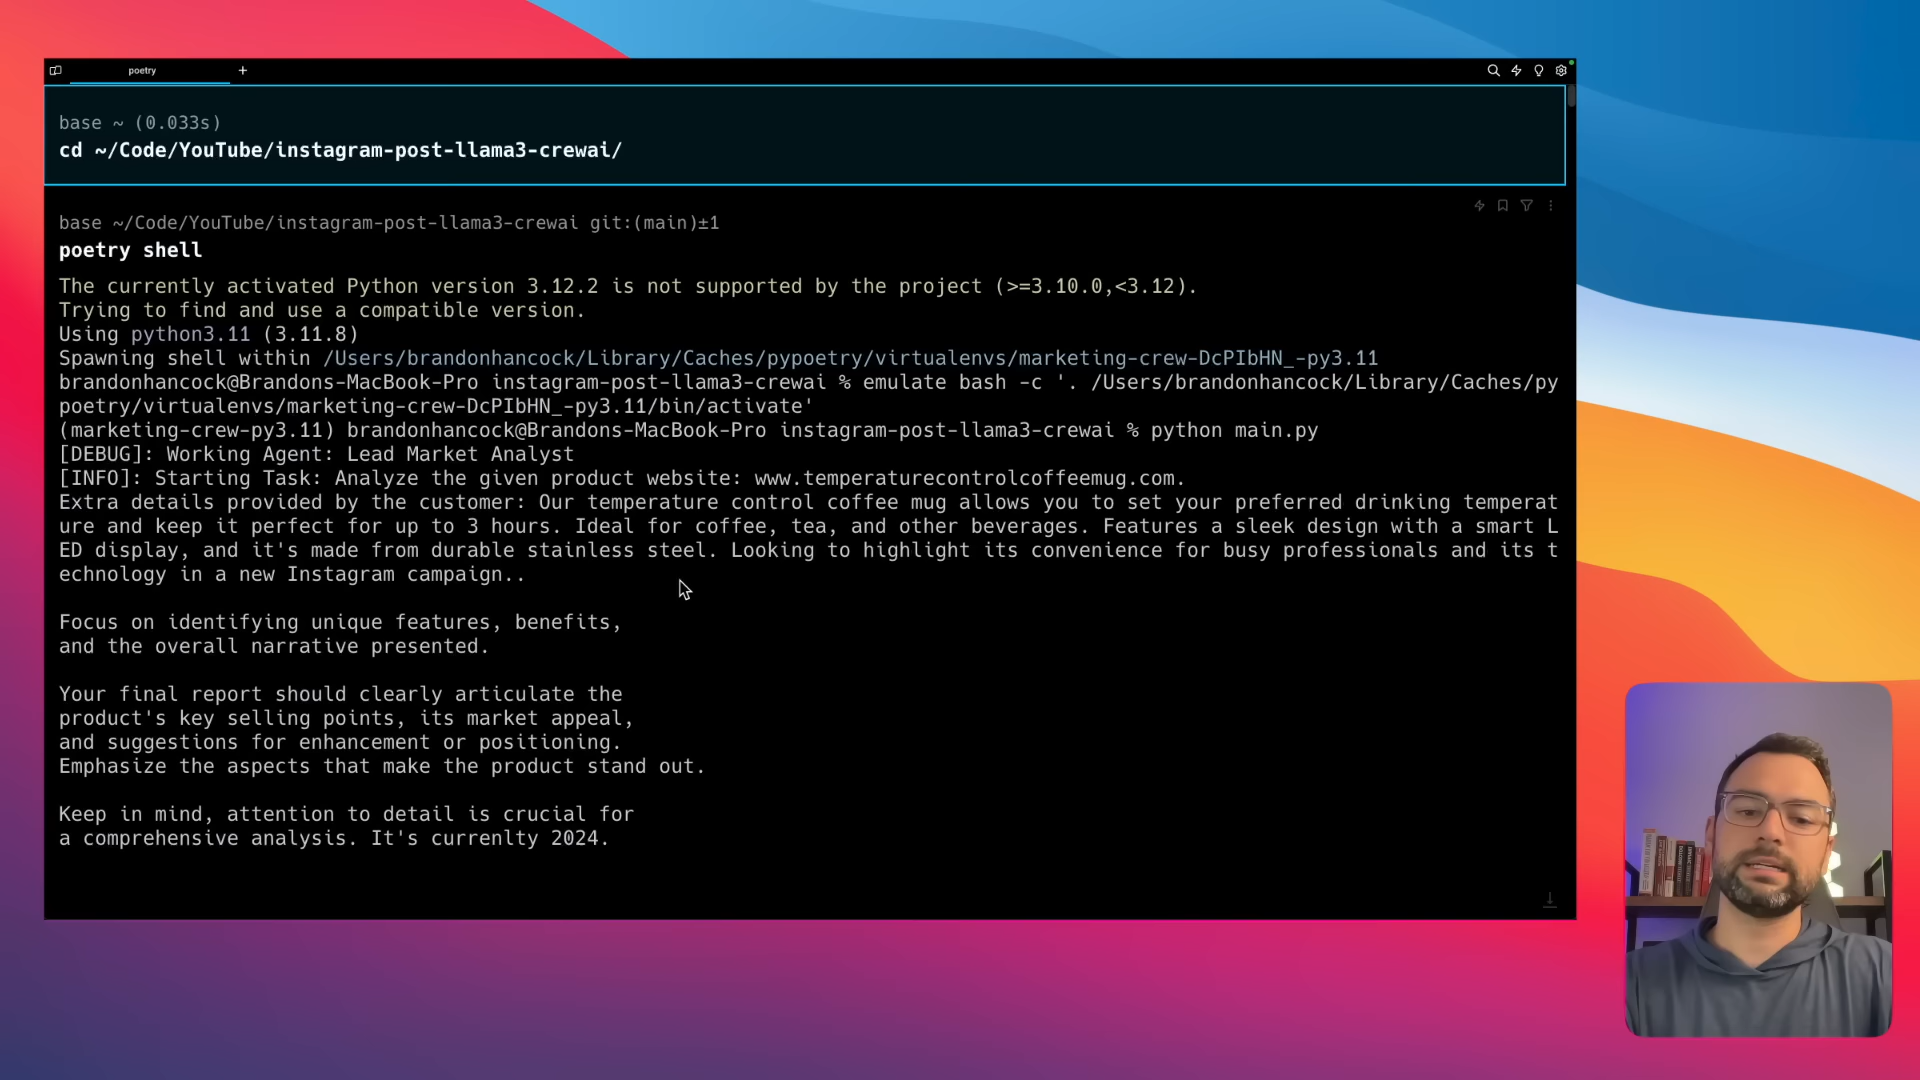 poetry
base ~ (0.033s)
cd ~/Code/YouTube/instagram-post-llama3-crewai/
base ~/Code/YouTube/instagram-post-llama3-crewai git:(main)±1
poetry shell
The currently activated Python version 3.12.2 is not supported by the project (>=3.10.0,<3.12).
Trying to find and use a compatible version.
Using python3.11 (3.11.8)
Spawning shell within /Users/brandonhancock/Library/Caches/pypoetry/virtualenvs/marketing-crew-DcPIbHN_-py3.11
brandonhancock@Brandons-MacBook-Pro instagram-post-llama3-crewai % emulate bash -c '. /Users/brandonhancock/Library/Caches/py
poetry/virtualenvs/marketing-crew-DcPIbHN_-py3.11/bin/activate'
(marketing-crew-py3.11) brandonhancock@Brandons-MacBook-Pro instagram-post-llama3-crewai % python main.py
[DEBUG]: Working Agent: Lead Market Analyst
[INFO]: Starting Task: Analyze the given product website: www.temperaturecontrolcoffeemug.com.
Extra details provided by the customer: Our temperature control coffee mug allows you to set your preferred drinking temperat
ure and keep it perfect for up to 3 hours. Ideal for coffee, tea, and other beverages. Features a sleek design with a smart L
ED display, and it's made from durable stainless steel. Looking to highlight its convenience for busy professionals and its t
echnology in a new Instagram campaign..
Focus on identifying unique features, benefits,
and the overall narrative presented.
Your final report should clearly articulate the
product's key selling points, its market appeal,
and suggestions for enhancement or positioning.
Emphasize the aspects that make the product stand out.
Keep in mind, attention to detail is crucial for
a comprehensive analysis. It's currenlty 2024.